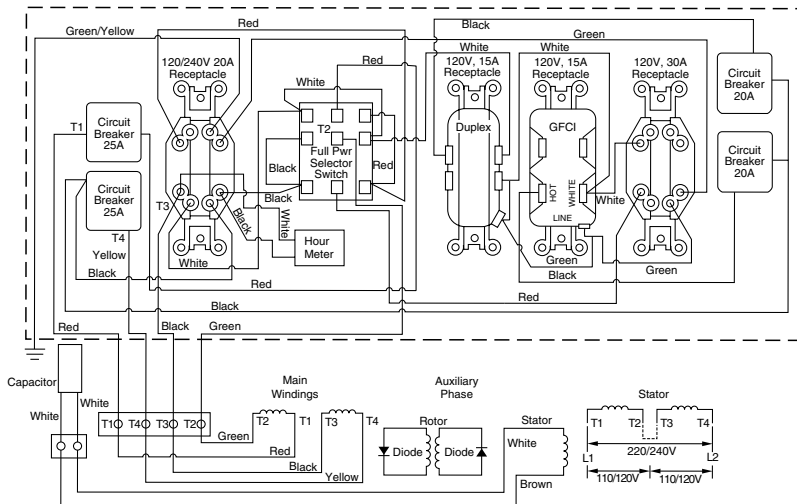 Red
Green/Yellow
Green
Black
White
White
Red
120/240V 20A
Receptacle
120V, 15A
Receptacle
120V, 15A
Receptacle
120V, 30A
Receptacle
Circuit
Breaker
20A
White
T1
Circuit
Breaker
25A
T2
Full Pwr
Selector
Switch
Duplex
GFCI
Circuit
Breaker
20A
Black
Red
Circuit
Breaker
25A
T3
Black
HOT
WHITE
White
Black
White
LINE
T4
Hour
Meter
Yellow
White
Green
Black
Black
Green
Red
Red
Black
Red
Black
Green
Capacitor
Main
Windings
Auxiliary
Phase
Stator
White
White
T1
T4
T3
T2
T2
T1
T3
T4
Rotor
Stator
T1
T2
T3
T4
Green
Diode
Diode
White
220/240V
Red
L1
L2
Black
Yellow
Brown
110/120V
110/120V